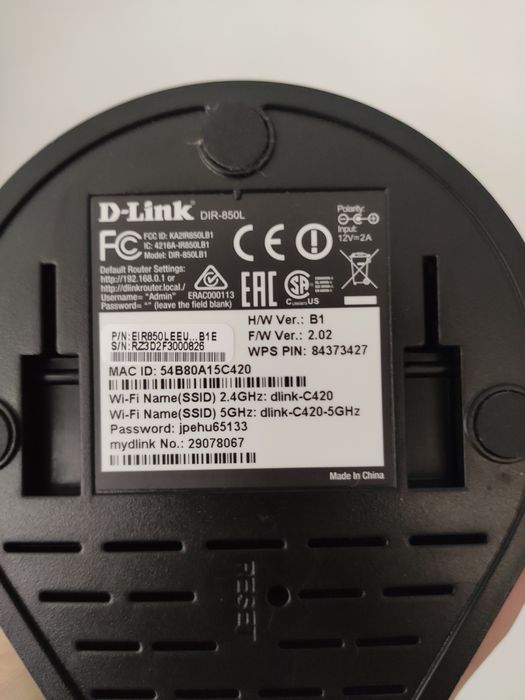 D-Link DIR-850L
FCC ID: KA2IR850LB1
IC: 4216A-IR850LB1
Model: DIR-850LB1
Polarity:
Input:
12V⎓2A
Default Router Settings:
http://192.168.0.1 or
http://dlinkrouter.local./
Username= "Admin"
Password= "" (leave the field blank)
ERAC000113
EAC
SA
US
P/N: EIR850LEEU...B1E
S/N: RZ3D2F3000826
H/W Ver.: B1
F/W Ver.: 2.02
WPS PIN: 84373427
MAC ID: 54B80A15C420
Wi-Fi Name(SSID) 2.4GHz: dlink-C420
Wi-Fi Name(SSID) 5GHz: dlink-C420-5GHz
Password: jpehu65133
mydlink No.: 29078067
Made in China
RESET